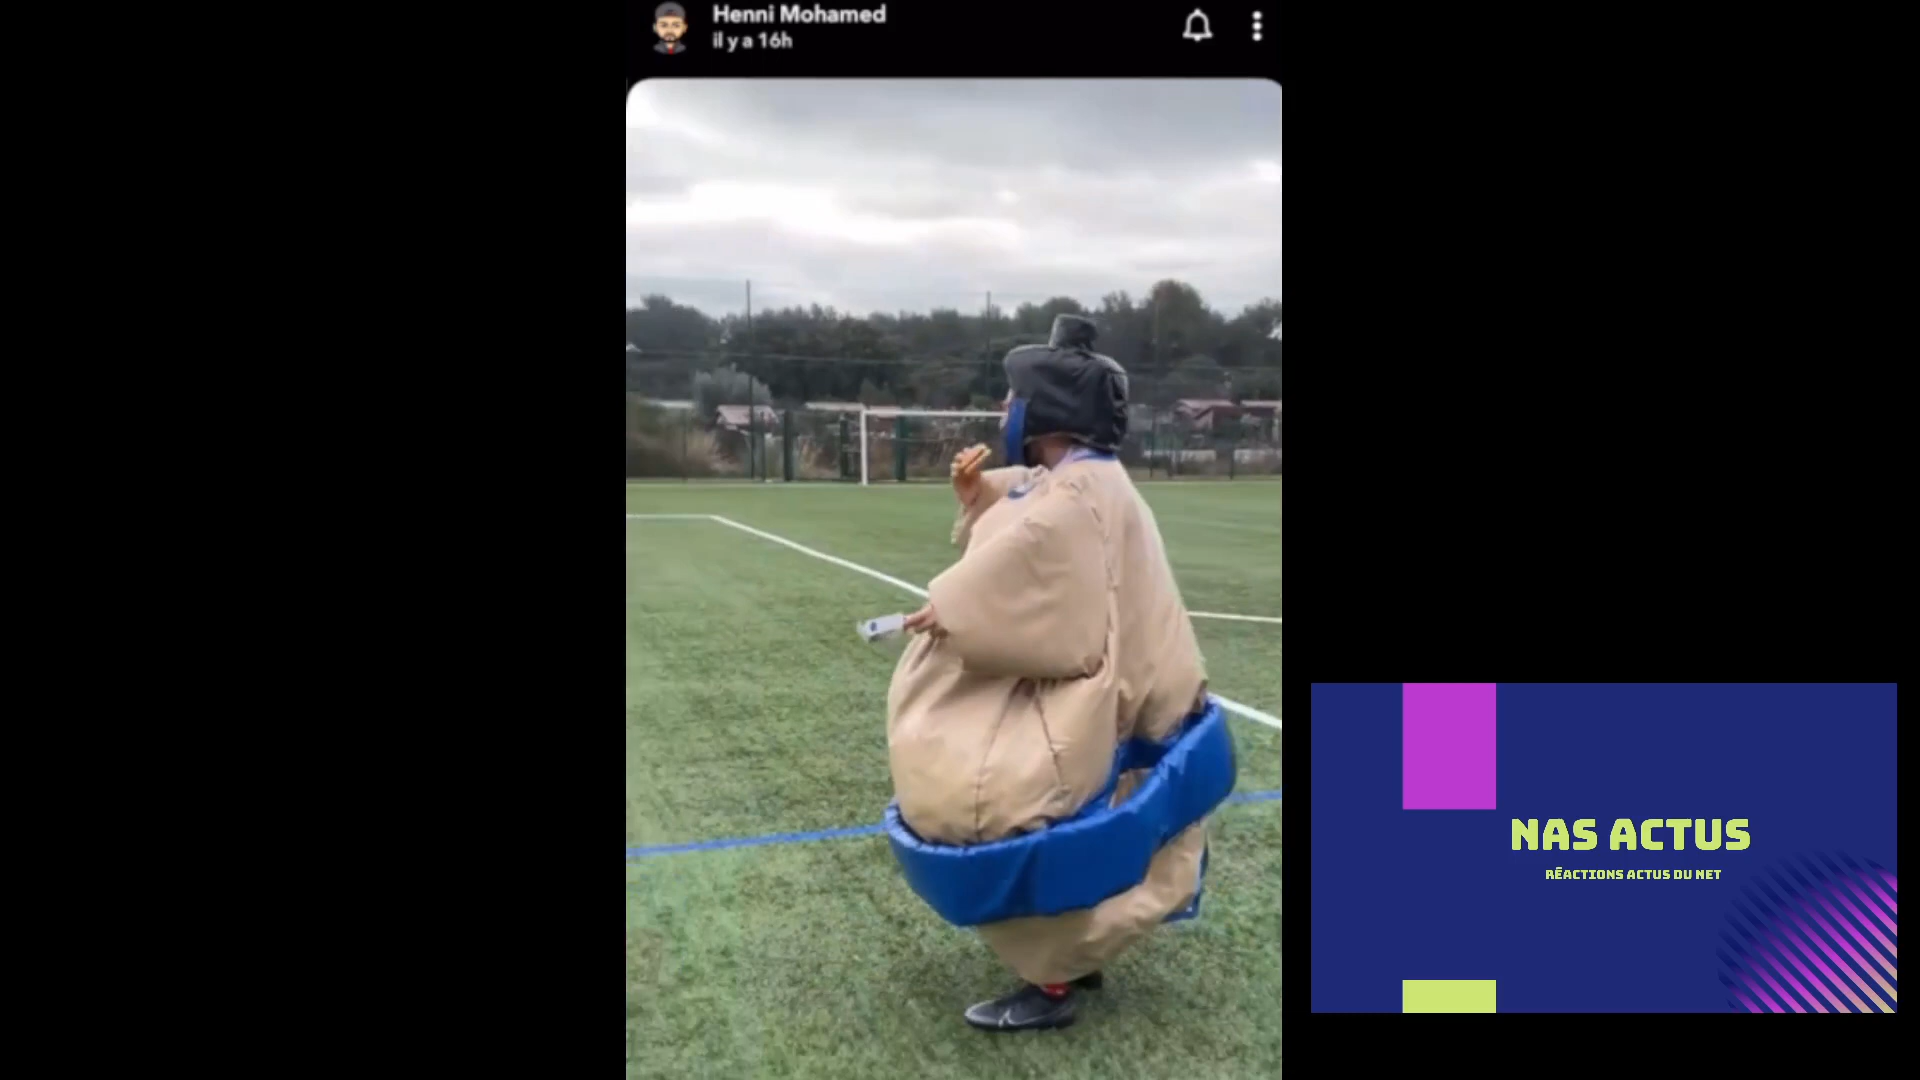 Henni Mohamed
il y a 16h
NAS ACTUS
RÉACTIONS ACTUS DU NET